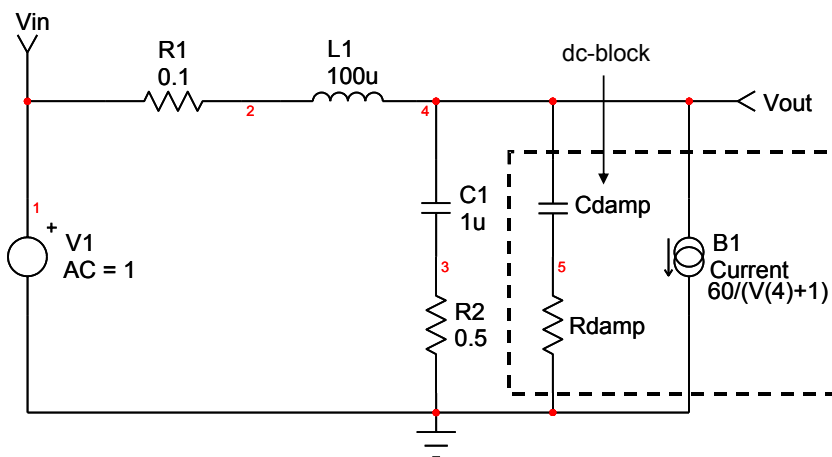 Vin
R1
0.1
L1
100u
dc-block
2
4
Vout
1
+
V1
AC = 1
C1
1u
Cdamp
3
5
B1
Current
60/(V(4)+1)
R2
0.5
Rdamp